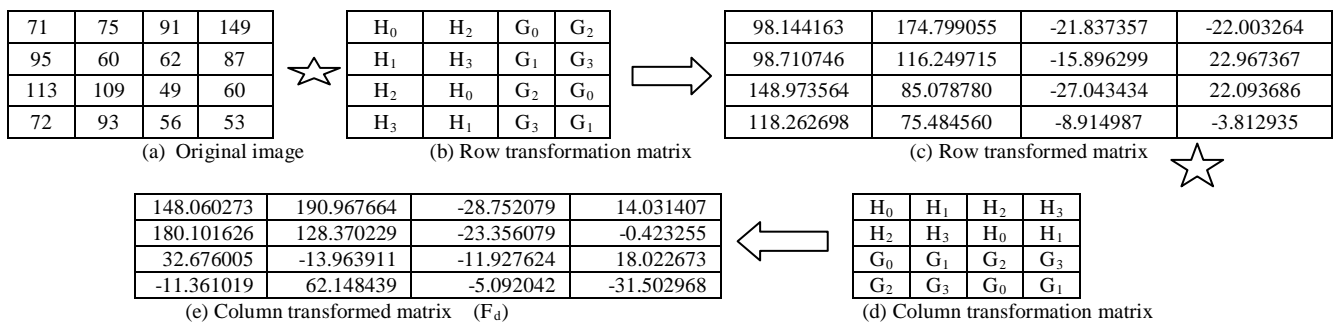 71 75 91 149 H₀ H₂ G₀ G₂ 98.144163 174.799055 -21.837357 -22.003264
95 60 62 87 H₁ H₃ G₁ G₃ 98.710746 116.249715 -15.896299 22.967367
113 109 49 60 H₂ H₀ G₂ G₀ 148.973564 85.078780 -27.043434 22.093686
72 93 56 53 H₃ H₁ G₃ G₁ 118.262698 75.484560 -8.914987 -3.812935
(a) Original image (b) Row transformation matrix (c) Row transformed matrix
148.060273 190.967664 -28.752079 14.031407 H₀ H₁ H₂ H₃
180.101626 128.370229 -23.356079 -0.423255 H₂ H₃ H₀ H₁
32.676005 -13.963911 -11.927624 18.022673 G₀ G₁ G₂ G₃
-11.361019 62.148439 -5.092042 -31.502968 G₂ G₃ G₀ G₁
(e) Column transformed matrix (F_d) (d) Column transformation matrix